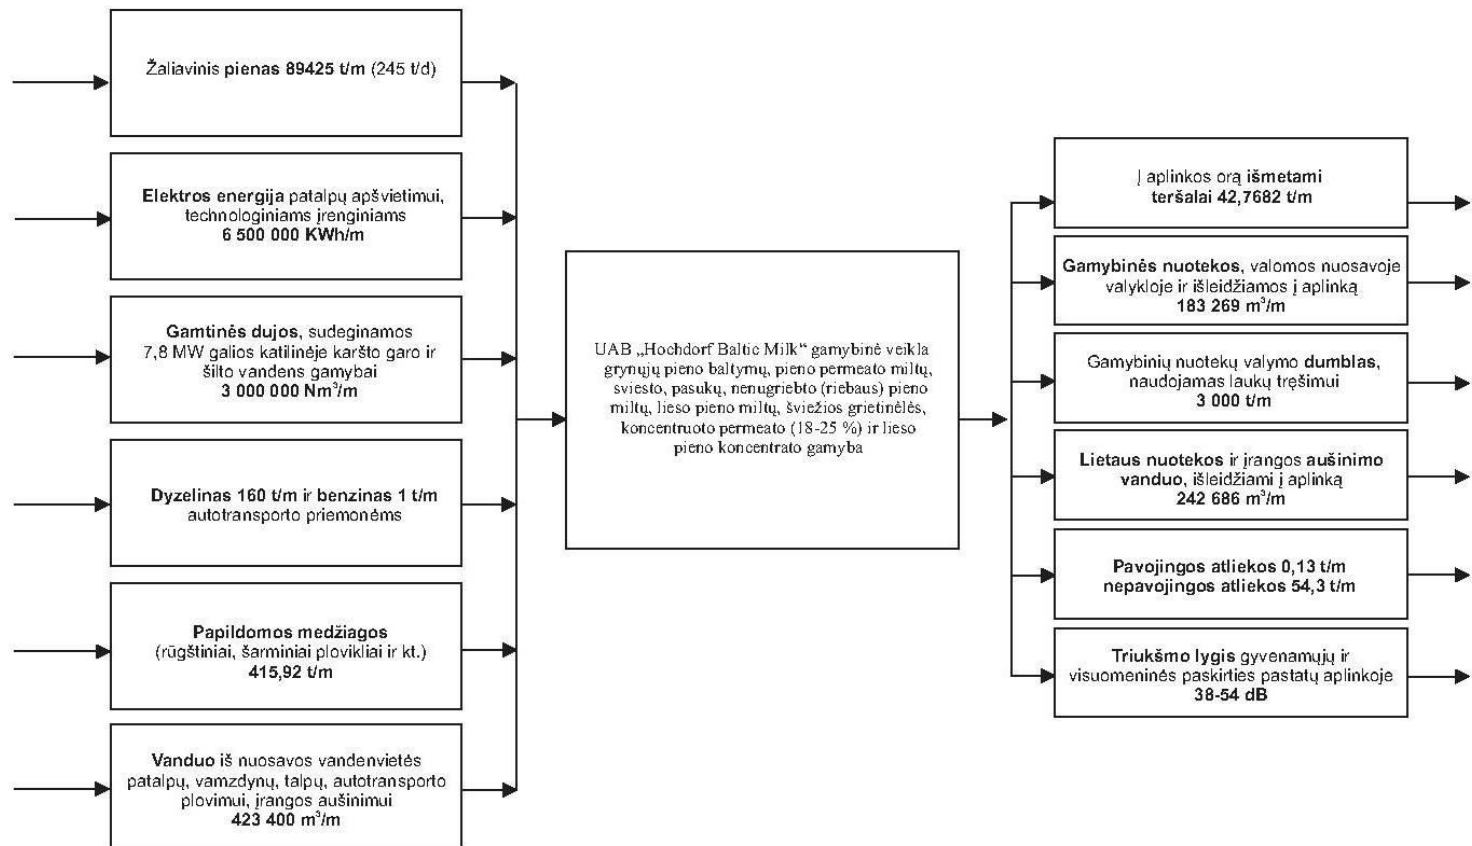 Žaliavinis pienas 89425 t/m (245 t/d)
Elektros energija patalpų apšvietimui,
technologiniams įrenginiams
6 500 000 KWh/m
Gamtinės dujos, sudeginamos
7,8 MW galios katilinėje karšto garo ir
šilto vandens gamybai
3 000 000 Nm³/m
Dyzelinas 160 t/m ir benzinas 1 t/m
autotransporto priemonėms
Papildomos medžiagos
(rūgštiniai, šarminiai plovikliai ir kt.)
415,92 t/m
Vanduo iš nuosavos vandenvietės
patalpų, vamzdynų, talpų, autotransporto
plovimui, įrangos aušinimui
423 400 m³/m
UAB „Hochdorf Baltic Milk“ gamybinė veikla
grynųjų pieno baltymų, pieno permeato miltų,
sviesto, pasukų, nenugriebto (riebaus) pieno
miltų, lieso pieno miltų, šviežios grietinėlės,
koncentruoto permeato (18-25 %) ir lieso
pieno koncentrato gamyba
Į aplinkos orą išmetami
teršalai 42,7682 t/m
Gamybinės nuotekos, valomos nuosavoje
valykloje ir išleidžiamos į aplinką
183 269 m³/m
Gamybinių nuotekų valymo dumblas,
naudojamas laukų tręšimui
3 000 t/m
Lietaus nuotekos ir įrangos aušinimo
vanduo, išleidžiami į aplinką
242 686 m³/m
Pavojingos atliekos 0,13 t/m
nepavojingos atliekos 54,3 t/m
Triukšmo lygis gyvenamųjų ir
visuomeninės paskirties pastatų aplinkoje
38-54 dB